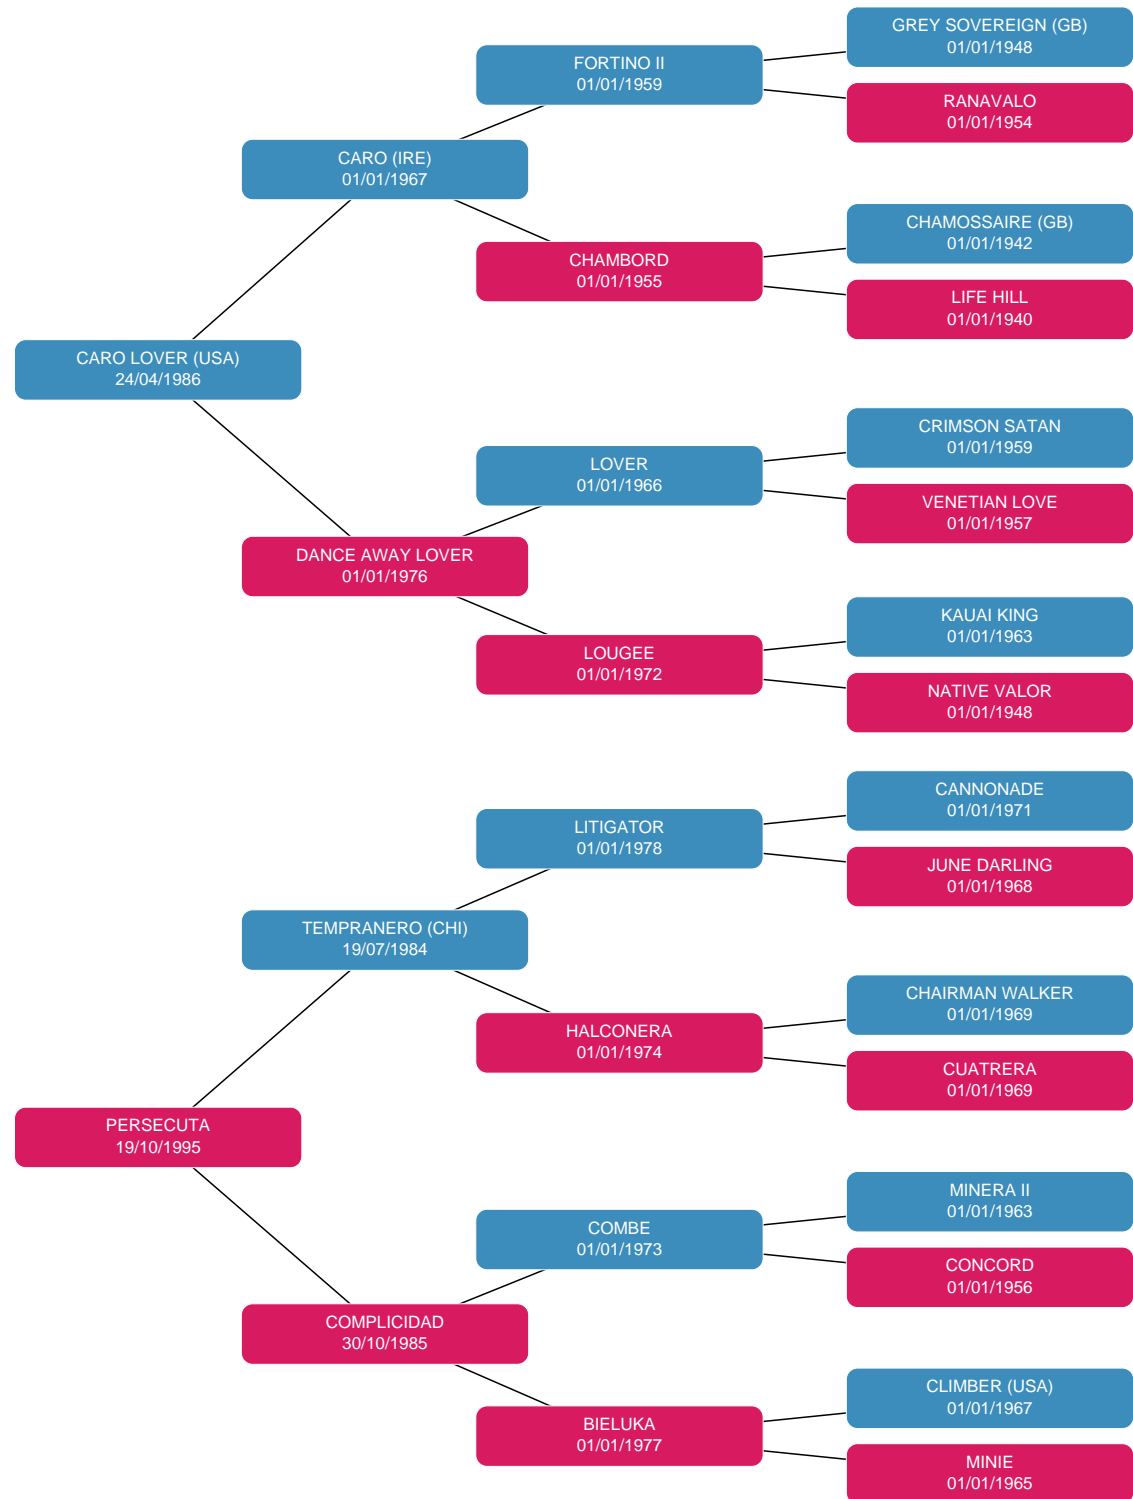 GREY SOVEREIGN (GB)
01/01/1948
FORTINO II
01/01/1959
RANAVALO
01/01/1954
CARO (IRE)
01/01/1967
CHAMOSSAIRE (GB)
01/01/1942
CHAMBORD
01/01/1955
LIFE HILL
01/01/1940
CARO LOVER (USA)
24/04/1986
CRIMSON SATAN
01/01/1959
LOVER
01/01/1966
VENETIAN LOVE
01/01/1957
DANCE AWAY LOVER
01/01/1976
KAUAI KING
01/01/1963
LOUGEE
01/01/1972
NATIVE VALOR
01/01/1948
CANNONADE
01/01/1971
LITIGATOR
01/01/1978
JUNE DARLING
01/01/1968
TEMPRANERO (CHI)
19/07/1984
CHAIRMAN WALKER
01/01/1969
HALCONERA
01/01/1974
CUATRERA
01/01/1969
PERSECUTA
19/10/1995
MINERA II
01/01/1963
COMBE
01/01/1973
CONCORD
01/01/1956
COMPLICIDAD
30/10/1985
CLIMBER (USA)
01/01/1967
BIELUKA
01/01/1977
MINIE
01/01/1965